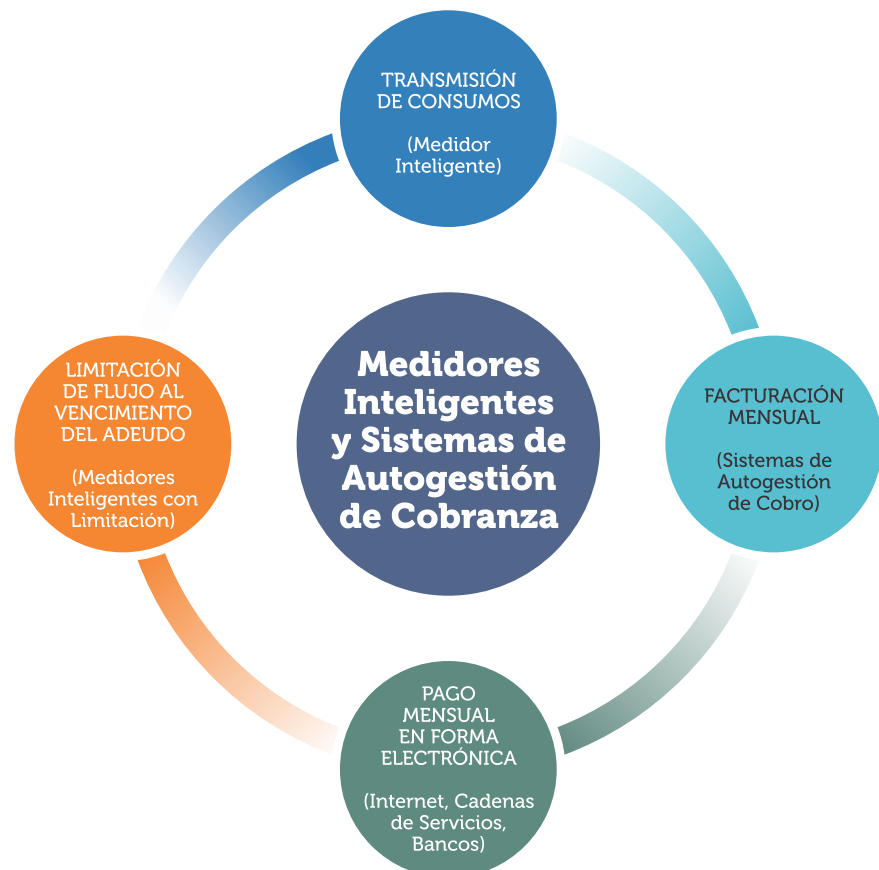 TRANSMISIÓN
DE CONSUMOS
(Medidor
Inteligente)
LIMITACIÓN
DE FLUJO AL
VENCIMIENTO
DEL ADEUDO
(Medidores
Inteligentes con
Limitación)
Medidores
Inteligentes
y Sistemas de
Autogestión
de Cobranza
FACTURACIÓN
MENSUAL
(Sistemas de
Autogestión
de Cobro)
PAGO
MENSUAL
EN FORMA
ELECTRÓNICA
(Internet, Cadenas
de Servicios,
Bancos)